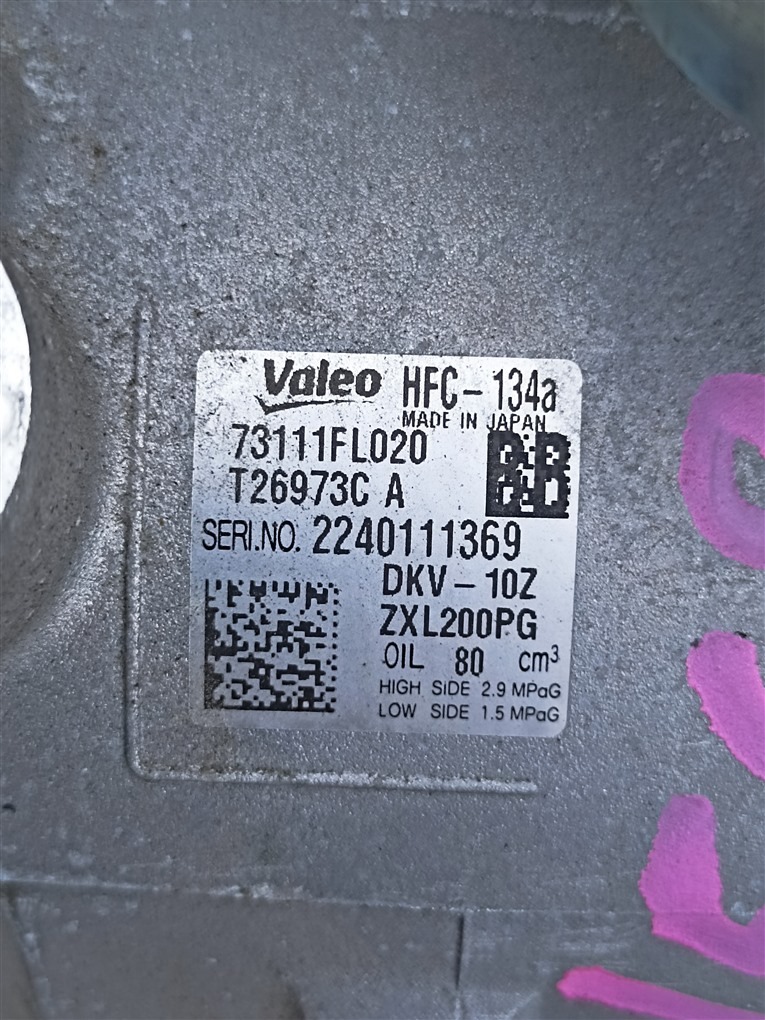 Valeo HFC-134a
MADE IN JAPAN
73111FL020
T26973C A
SERI.NO. 2240111369
DKV-10Z
ZXL200PG
OIL 80 cm³
HIGH SIDE 2.9 MPaG
LOW SIDE 1.5 MPaG